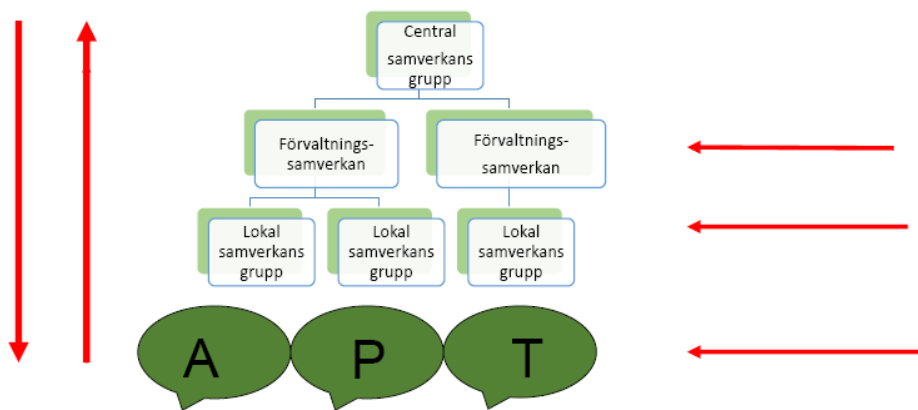 Central
samverkans
grupp
Förvaltnings-
samverkan
Förvaltnings-
samverkan
Lokal
samverkans
grupp
Lokal
samverkans
grupp
Lokal
samverkans
grupp
A P T